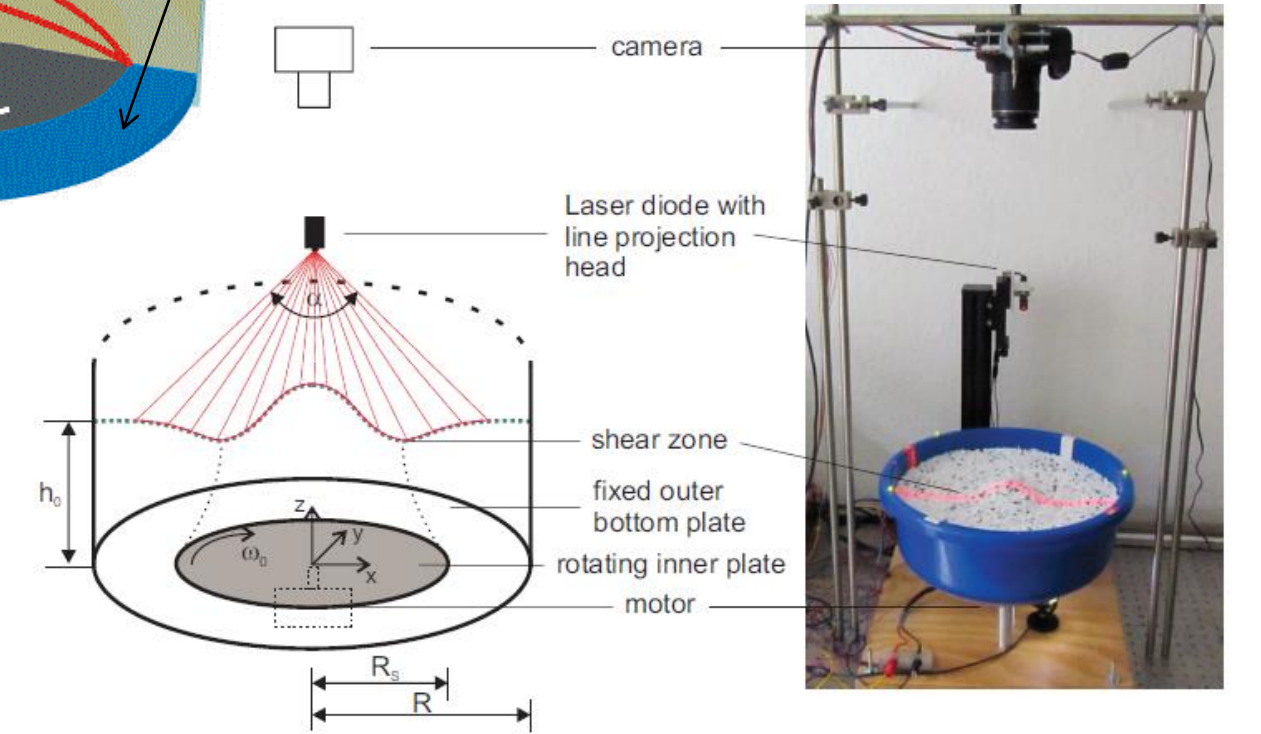 camera
Laser diode with
line projection
head
α
shear zone
h₀
fixed outer
bottom plate
z
y
ω₀
x
rotating inner plate
motor
Rₛ
R